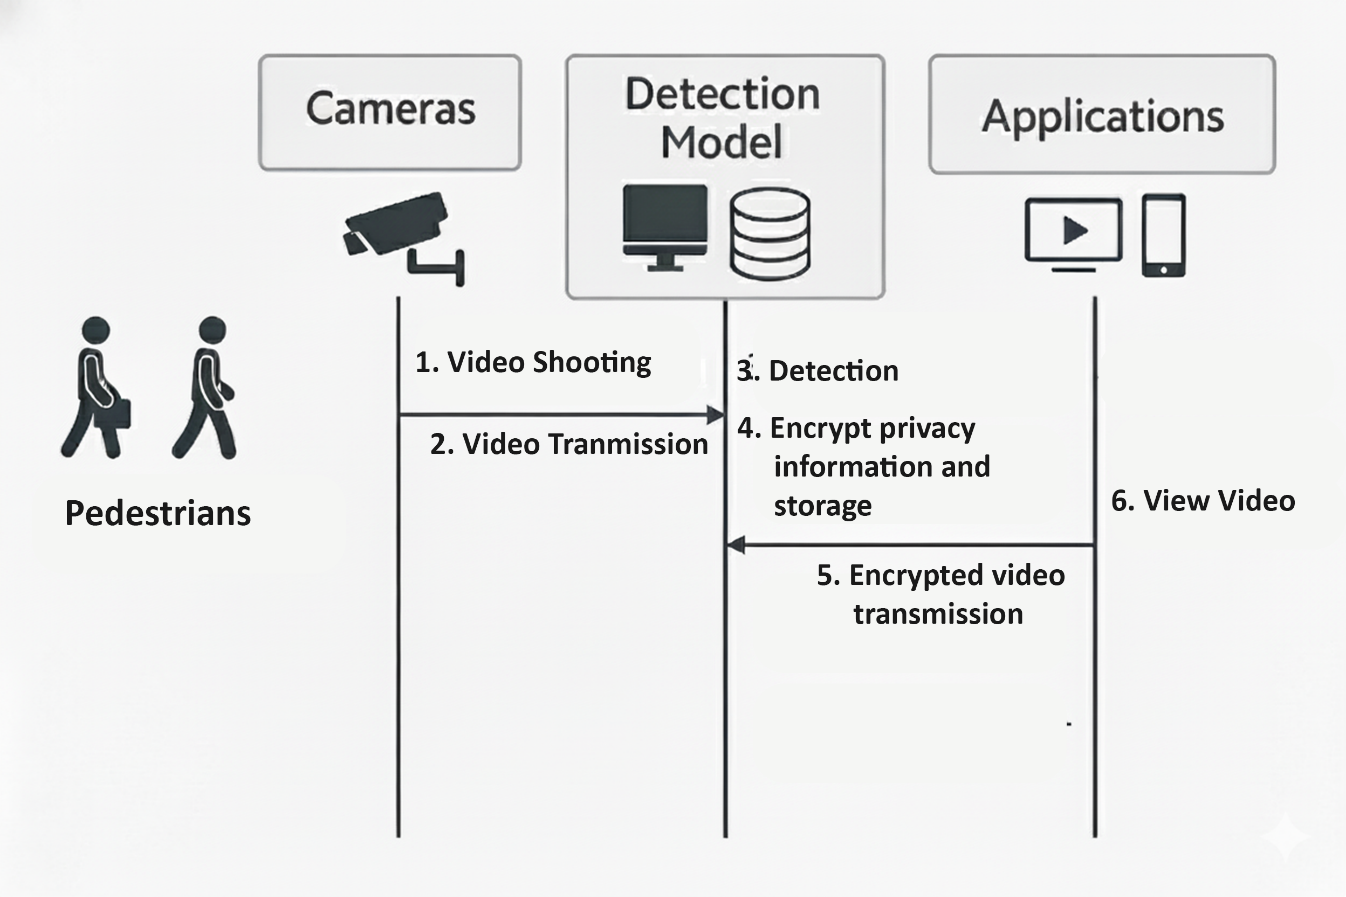 Cameras
Detection
Model
Applications
1. Video Shooting
2. Video Tranmission
3. Detection
4. Encrypt privacy
information and
storage
5. Encrypted video
transmission
6. View Video
Pedestrians